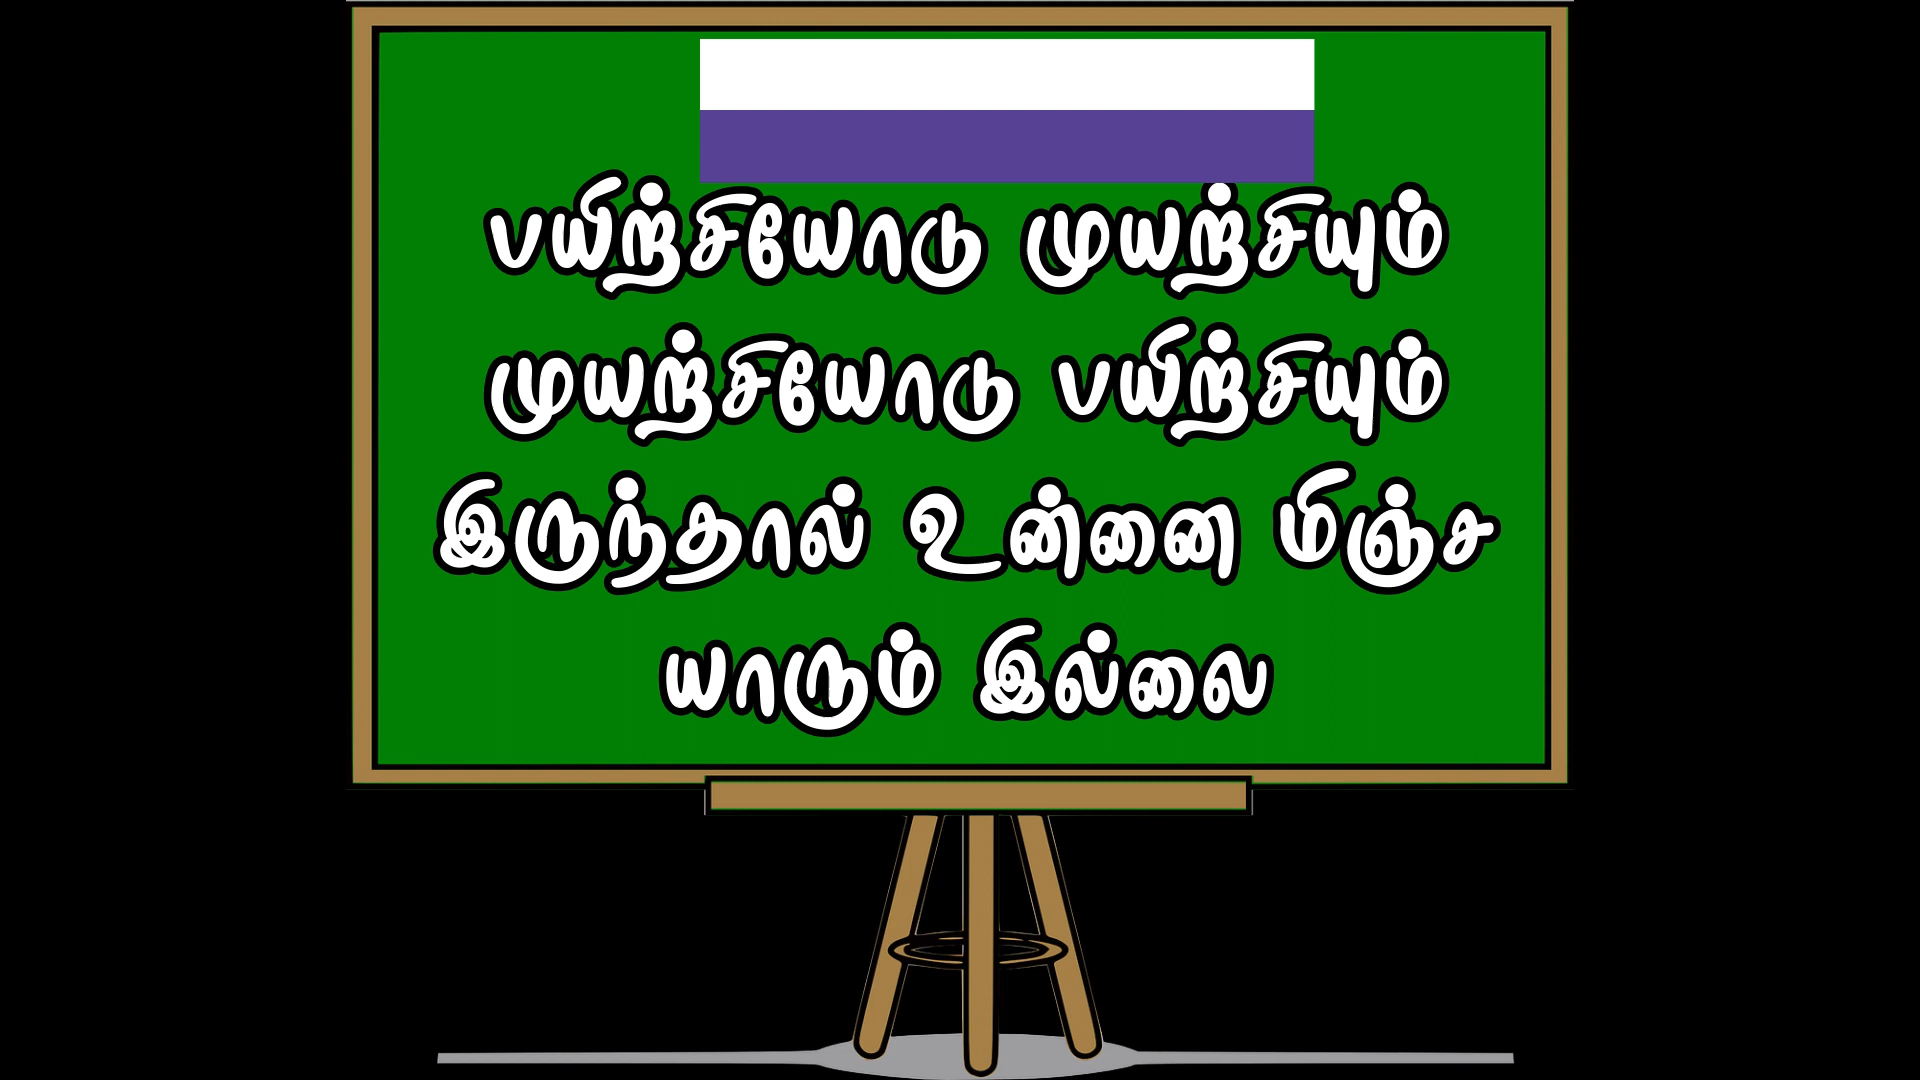 பயிற்சியோடு முயற்சியும்
முயற்சியோடு பயிற்சியும்
இருந்தால் உன்னை மிஞ்ச
யாரும் இல்லை